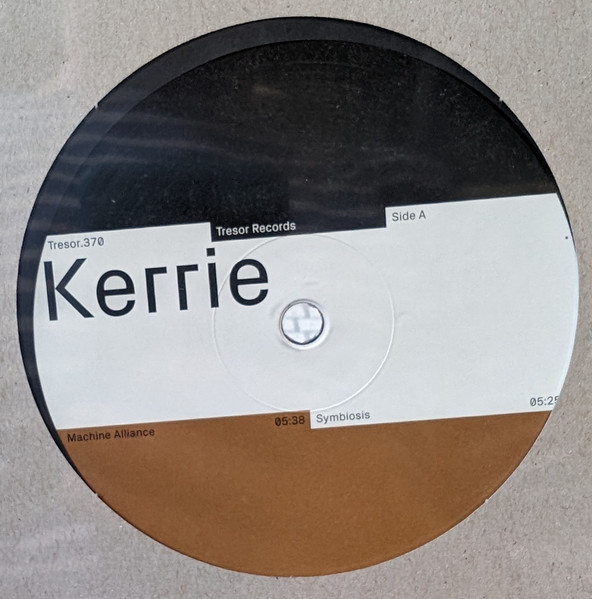 Tresor.370
Tresor Records
Side A
Kerrie
Machine Alliance
05:38
Symbiosis
05:25